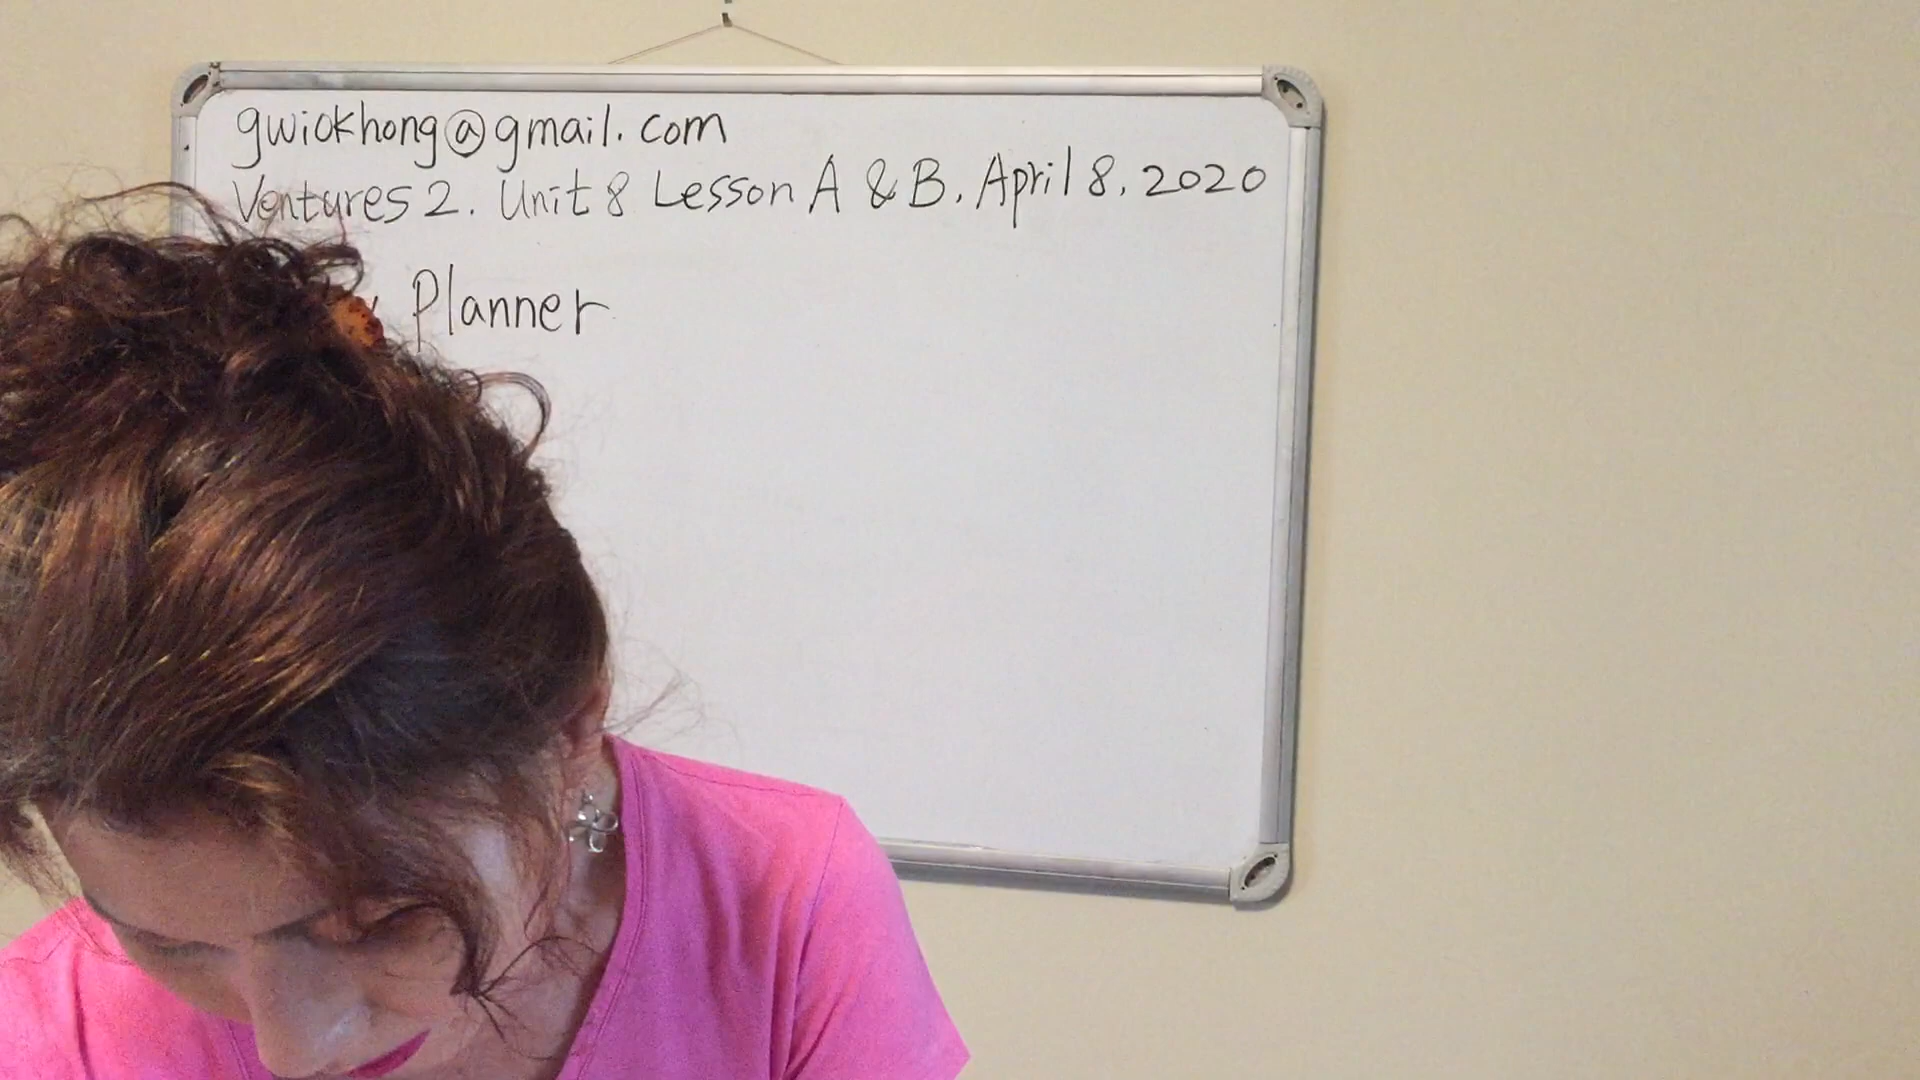 gwiokhong@gmail.com
Ventures 2. Unit 8 Lesson A & B. April 8. 2020
Planner